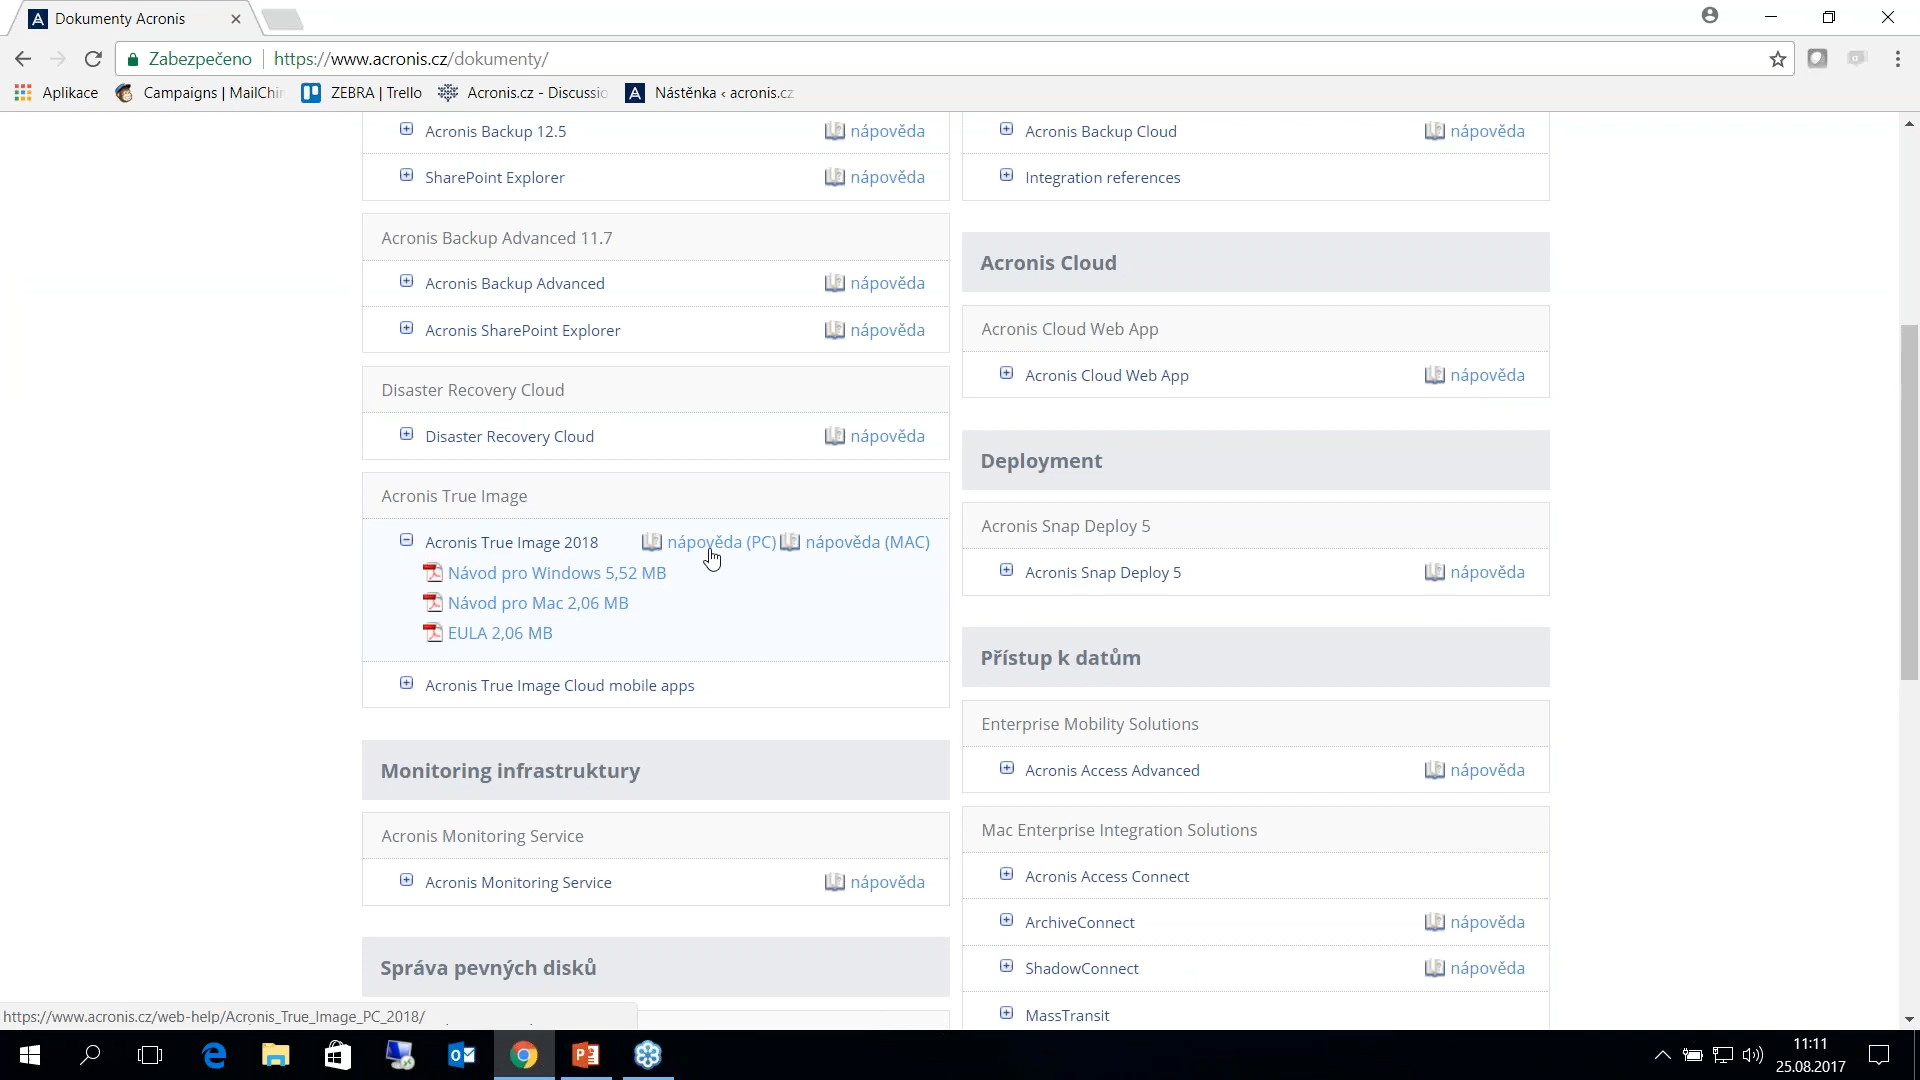 Dokumenty Acronis
Zabezpečeno
https://www.acronis.cz/dokumenty/
Aplikace
Campaigns | MailChi
ZEBRA | Trello
Acronis.cz - Discussio
Nástěnka ‹ acronis.cz
Acronis Backup 12.5 nápověda
SharePoint Explorer nápověda
Acronis Backup Advanced 11.7
Acronis Backup Advanced nápověda
Acronis SharePoint Explorer nápověda
Disaster Recovery Cloud
Disaster Recovery Cloud nápověda
Acronis True Image
Acronis True Image 2018 nápověda (PC) nápověda (MAC)
Návod pro Windows 5,52 MB
Návod pro Mac 2,06 MB
EULA 2,06 MB
Acronis True Image Cloud mobile apps
Monitoring infrastruktury
Acronis Monitoring Service
Acronis Monitoring Service nápověda
Správa pevných disků
Acronis Backup Cloud nápověda
Integration references
Acronis Cloud
Acronis Cloud Web App
Acronis Cloud Web App nápověda
Deployment
Acronis Snap Deploy 5
Acronis Snap Deploy 5 nápověda
Přístup k datům
Enterprise Mobility Solutions
Acronis Access Advanced nápověda
Mac Enterprise Integration Solutions
Acronis Access Connect
ArchiveConnect nápověda
ShadowConnect nápověda
MassTransit
https://www.acronis.cz/web-help/Acronis_True_Image_PC_2018/
11:11
25.08.2017